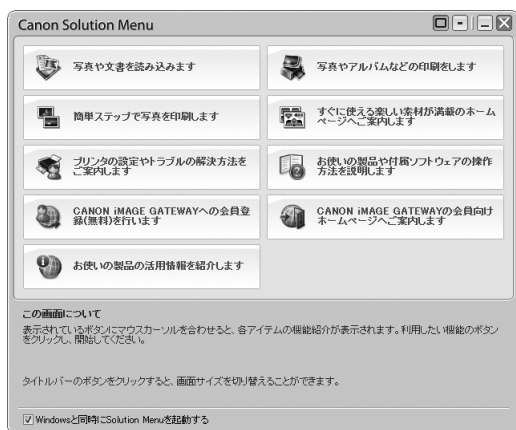 Canon Solution Menu
写真や文書を読み込みます
写真やアルバムなどの印刷をします
簡単ステップで写真を印刷します
すぐに使える楽しい素材が満載のホーム
ページへご案内します
プリンタの設定やトラブルの解決方法を
ご案内します
お使いの製品や付属ソフトウェアの操作
方法を説明します
CANON iMAGE GATEWAYへの会員登
録(無料)を行います
CANON iMAGE GATEWAYの会員向け
ホームページへご案内します
お使いの製品の活用情報を紹介します
この画面について
表示されているボタンにマウスカーソルを合わせると、各アイテムの機能紹介が表示されます。利用したい機能のボタン
をクリックし、開始してください。
タイトルバーのボタンをクリックすると、画面サイズを切り替えることができます。
Windowsと同時にSolution Menuを起動する